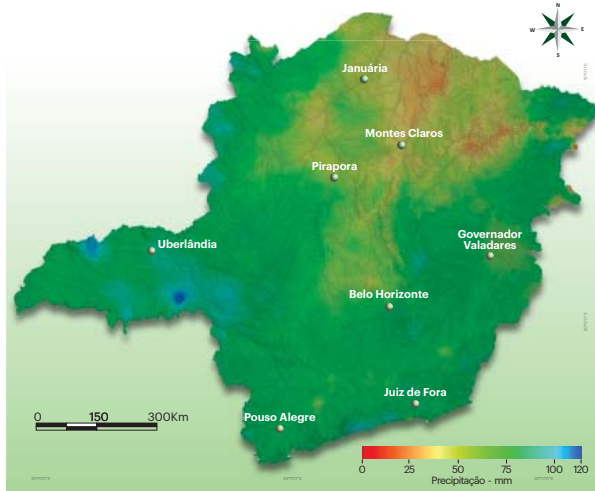 N
W E
S
Januária
Montes Claros
Pirapora
Uberlândia
Governador
Valadares
Belo Horizonte
Juiz de Fora
Pouso Alegre
0 150 300Km
0 25 50 75 100 120
Precipitação - mm